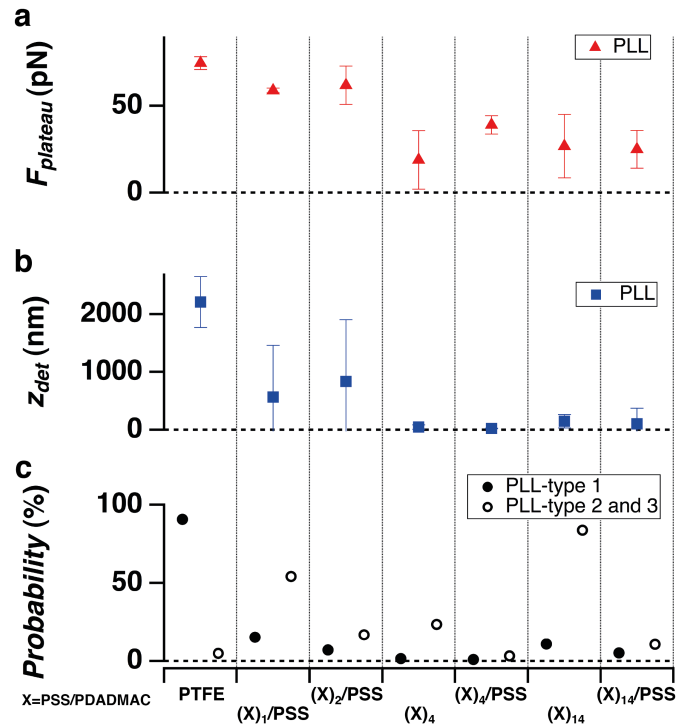 a
F_plateau (pN)
50
0
PLL
b
z_det (nm)
2000
1000
0
PLL
c
Probability (%)
100
50
0
PLL-type 1
PLL-type 2 and 3
X=PSS/PDADMAC
PTFE
(X)₁/PSS
(X)₂/PSS
(X)₄
(X)₄/PSS
(X)₁₄
(X)₁₄/PSS